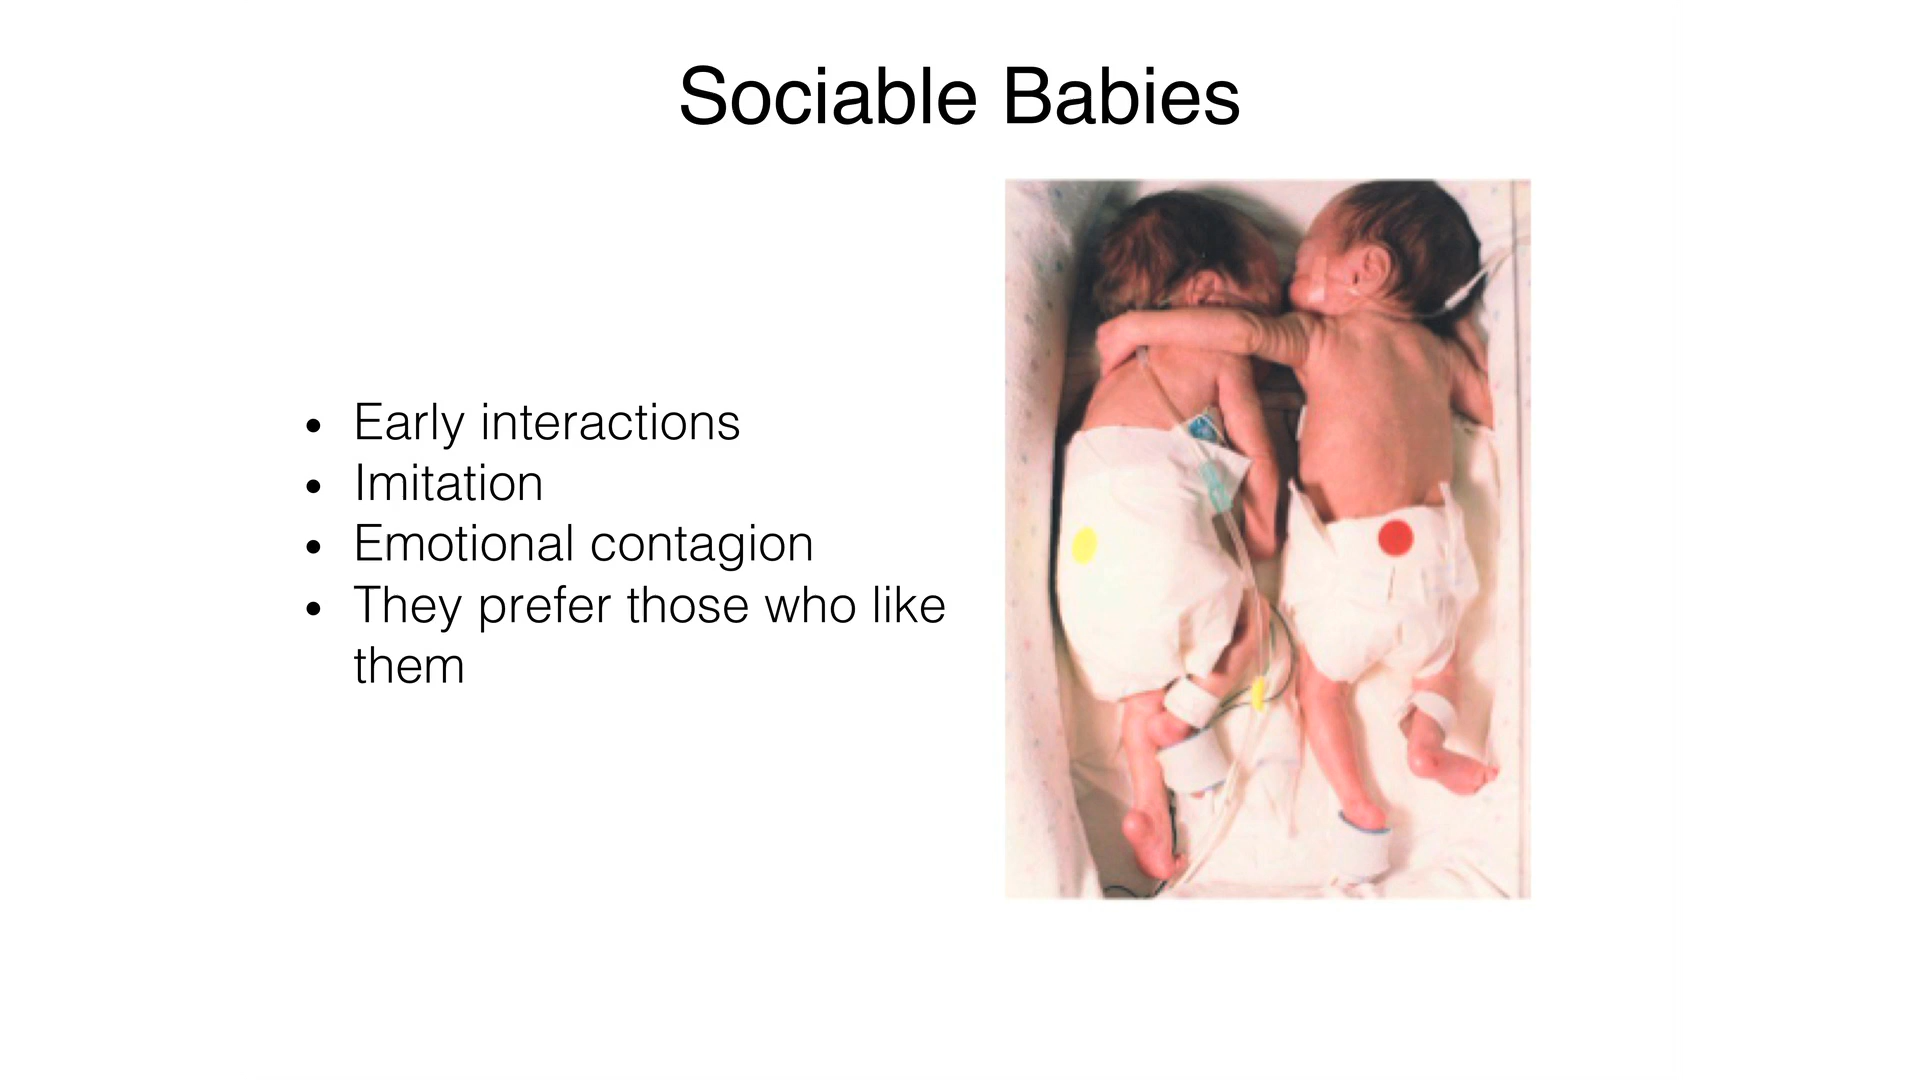 Sociable Babies
• Early interactions
• Imitation
• Emotional contagion
• They prefer those who like
them